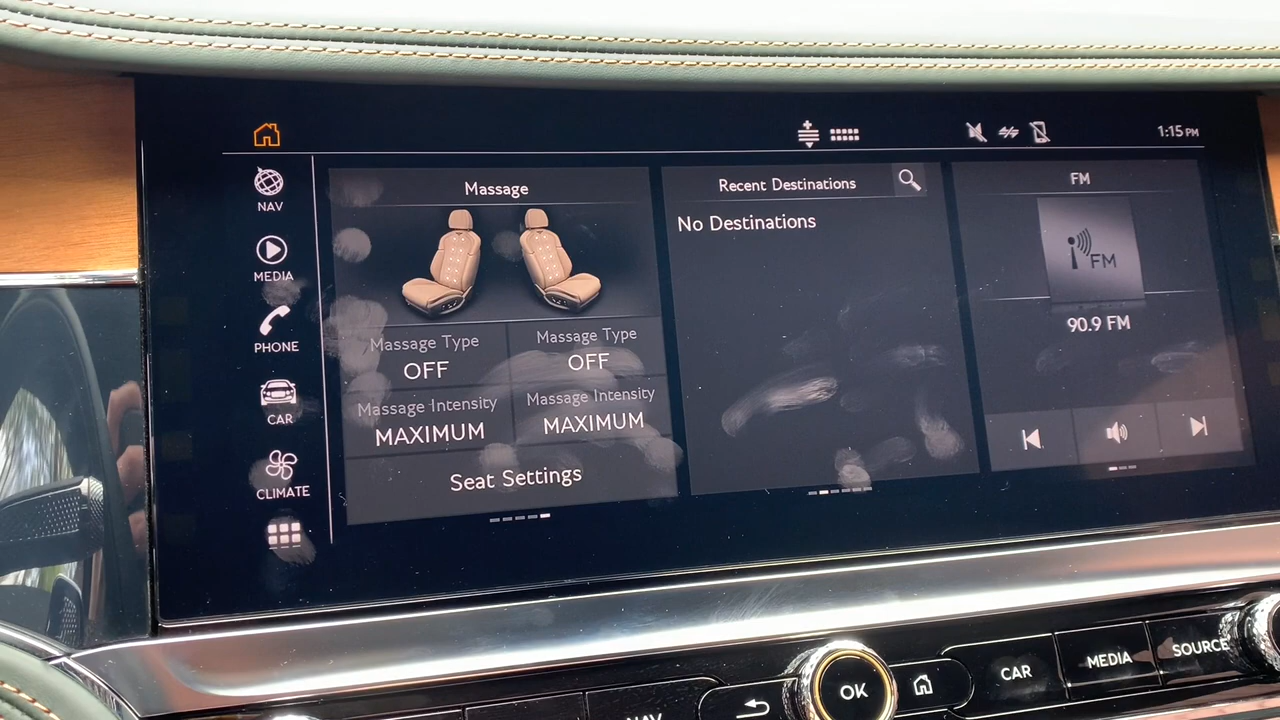 1:15 PM
NAV
MEDIA
PHONE
CAR
CLIMATE
Massage
Massage Type
OFF
Massage Type
OFF
Massage Intensity
MAXIMUM
Massage Intensity
MAXIMUM
Seat Settings
Recent Destinations
No Destinations
FM
FM
90.9 FM
NAV
OK
CAR
MEDIA
SOURCE